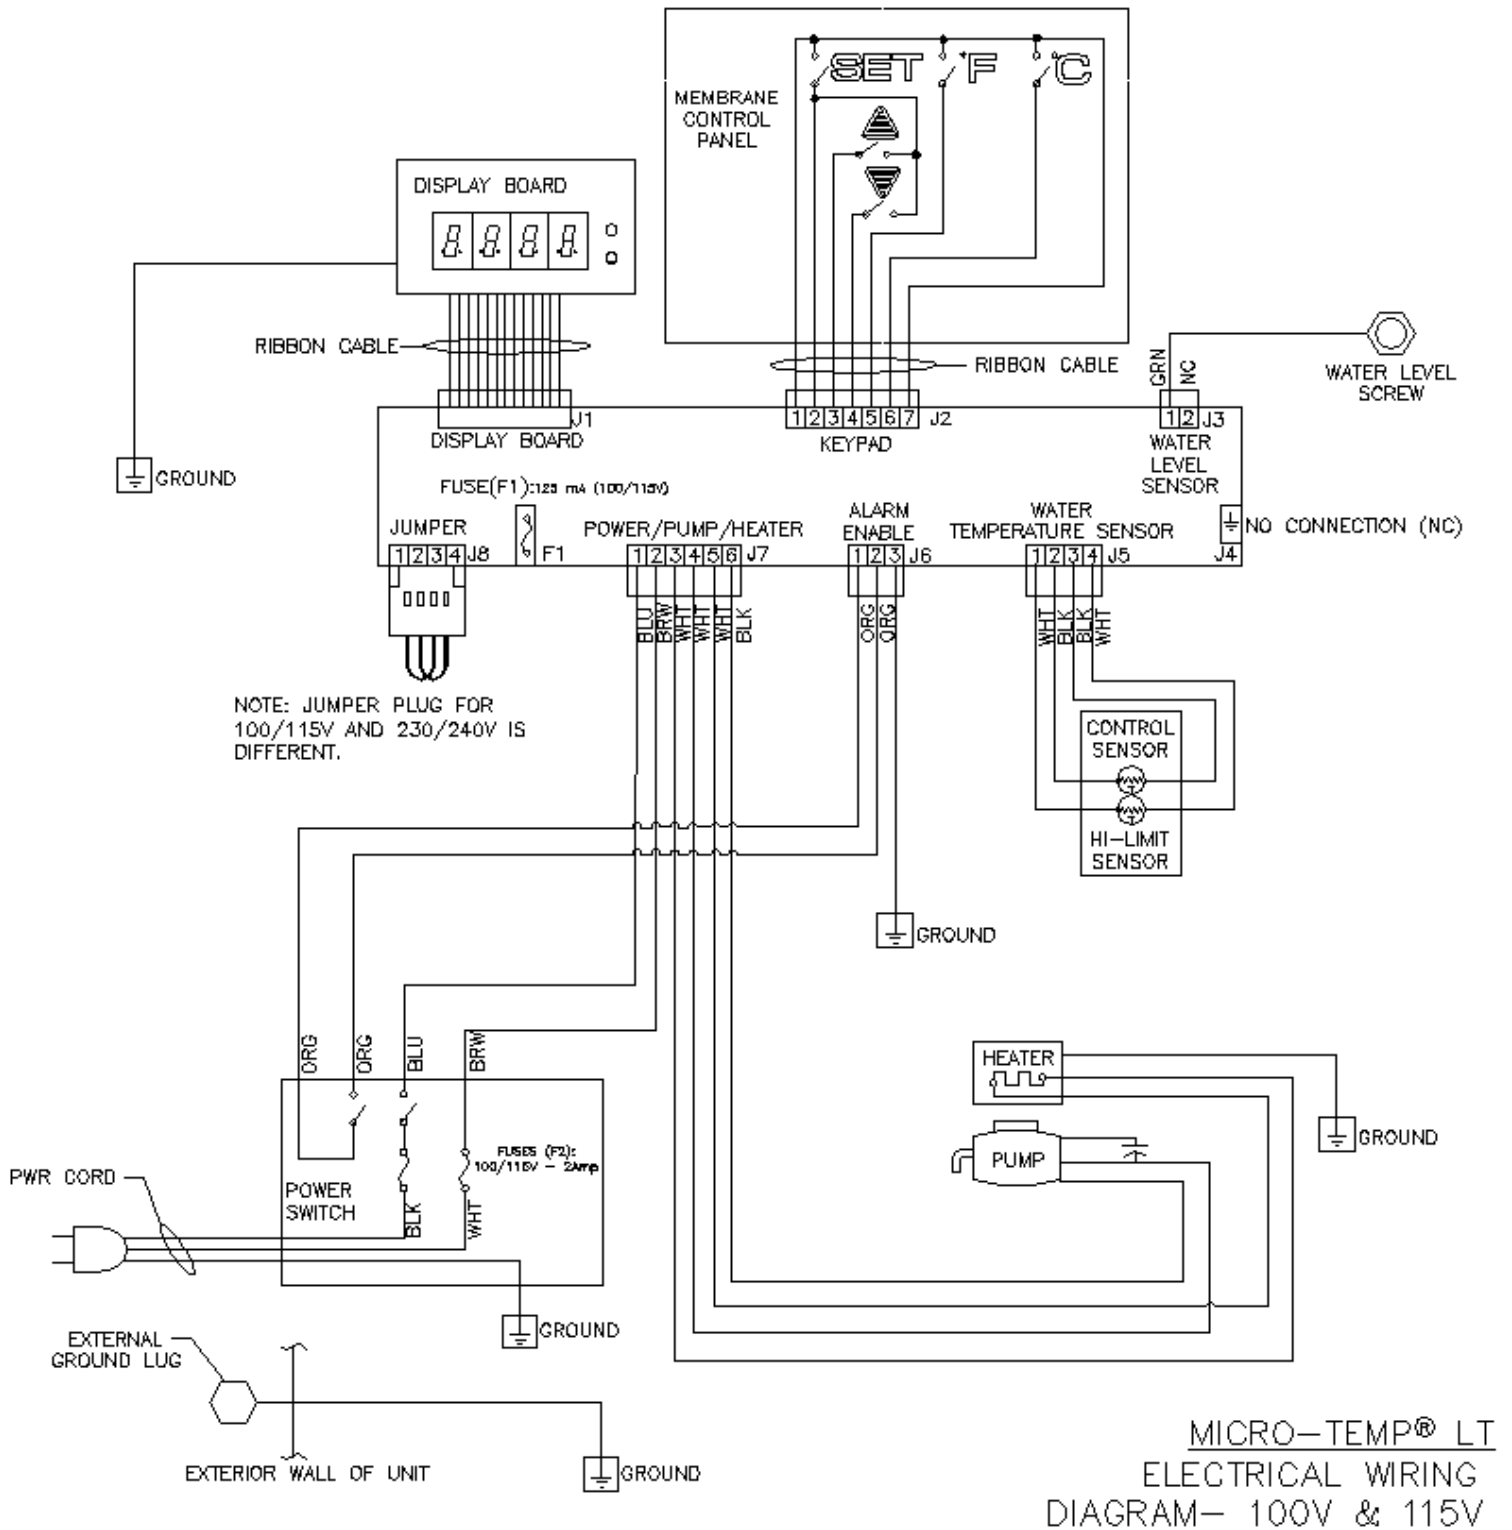 SET °F °C
MEMBRANE
CONTROL
PANEL
DISPLAY BOARD
8. 8. 8. 8.
RIBBON CABLE
RIBBON CABLE
GRN
NC
WATER LEVEL
SCREW
J1
1 2 3 4 5 6 7 J2
1 2 J3
DISPLAY BOARD
KEYPAD
WATER
LEVEL
SENSOR
GROUND
FUSE(F1):125 mA (100/115V)
JUMPER
POWER/PUMP/HEATER
ALARM
ENABLE
WATER
TEMPERATURE SENSOR
NO CONNECTION (NC)
1 2 3 4 J8
F1
1 2 3 4 5 6 J7
1 2 3 J6
1 2 3 4 J5
J4
BLU
BRW
WHT
WHT
WHT
BLK
ORG
ORG
WHT
BLK
BLK
WHT
NOTE: JUMPER PLUG FOR
100/115V AND 230/240V IS
DIFFERENT.
CONTROL
SENSOR
HI-LIMIT
SENSOR
GROUND
ORG
ORG
BLU
BRW
HEATER
GROUND
PUMP
FUSES (F2):
100/115V - 2Amp
PWR CORD
POWER
SWITCH
BLK
WHT
GROUND
EXTERNAL
GROUND LUG
EXTERIOR WALL OF UNIT
GROUND
MICRO-TEMP® LT
ELECTRICAL WIRING
DIAGRAM- 100V & 115V